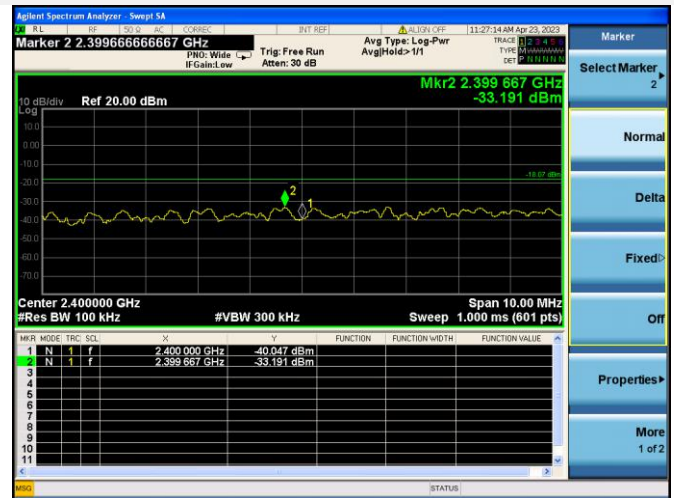 Agilent Spectrum Analyzer - Swept SA
RL RF 50 Ω AC CORREC INT REF ALIGN OFF 11:27:14 AM Apr 23, 2023
Marker 2 2.399666666667 GHz
PNO: Wide Trig: Free Run Avg Type: Log-Pwr TRACE 1 2 3 4 5 6
IFGain:Low Atten: 30 dB Avg|Hold>1/1 TYPE
DET P N N N N N
Mkr2 2.399 667 GHz
10 dB/div Ref 20.00 dBm -33.191 dBm
Log
10.0
0.00
-10.0
-18.07 dBm
-20.0
-30.0
2
1
-40.0
-50.0
-60.0
-70.0
Center 2.400000 GHz Span 10.00 MHz
#Res BW 100 kHz #VBW 300 kHz Sweep 1.000 ms (601 pts)
MKR MODE TRC SCL X Y FUNCTION FUNCTION WIDTH FUNCTION VALUE
1 N 1 f 2.400 000 GHz -40.047 dBm
2 N 1 f 2.399 667 GHz -33.191 dBm
3
4
5
6
7
8
9
10
11
MSG STATUS
Marker
Select Marker
2
Normal
Delta
Fixed
Off
Properties
More
1 of 2